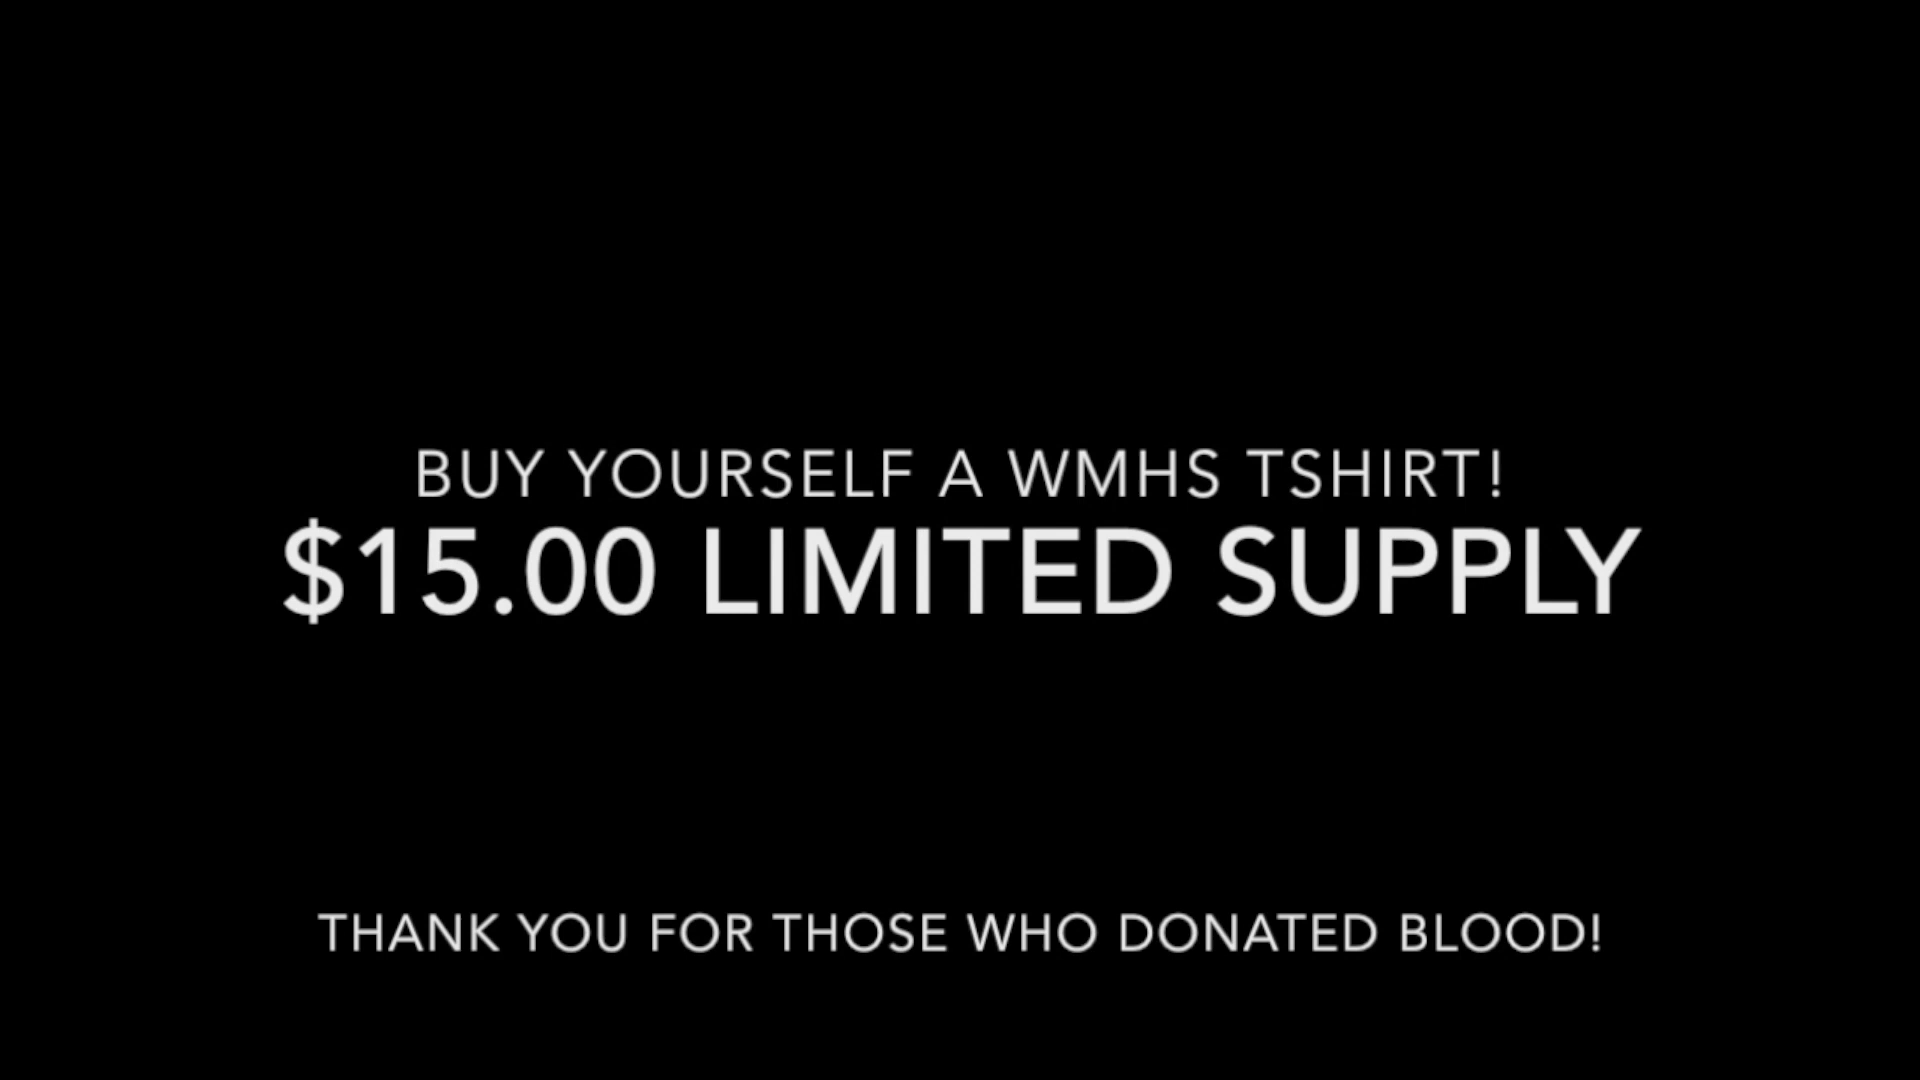 BUY YOURSELF A WMHS TSHIRT!
$15.00 LIMITED SUPPLY
THANK YOU FOR THOSE WHO DONATED BLOOD!